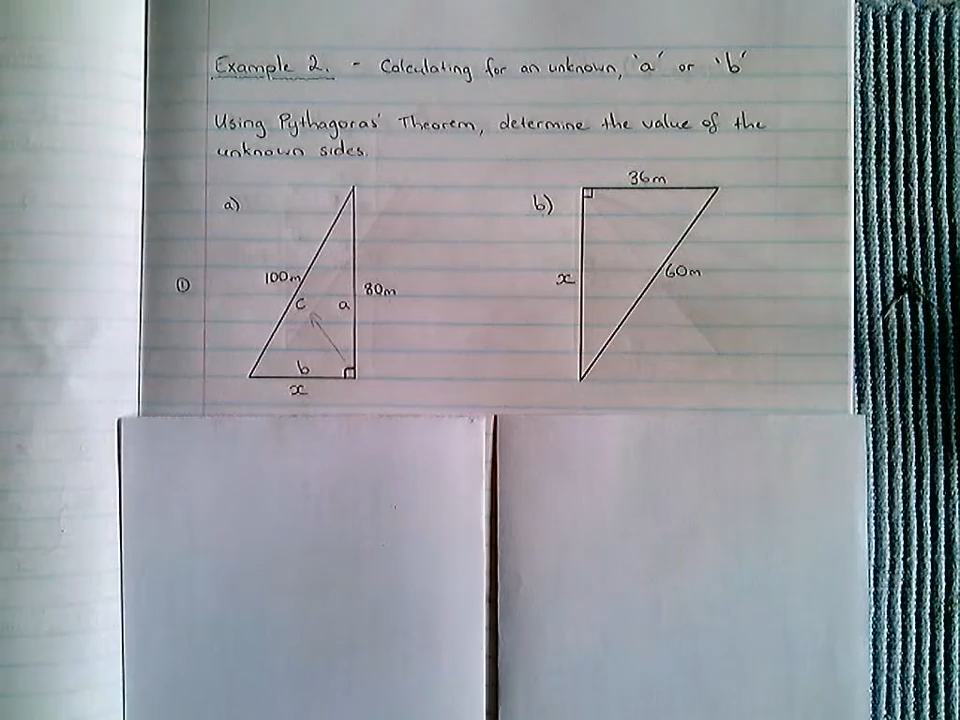 Example 2. - Calculating for an unknown, 'a' or 'b'
Using Pythagoras' Theorem, determine the value of the
unknown sides.
a)
100m
80m
c
a
b
x
①
b)
36m
x
60m